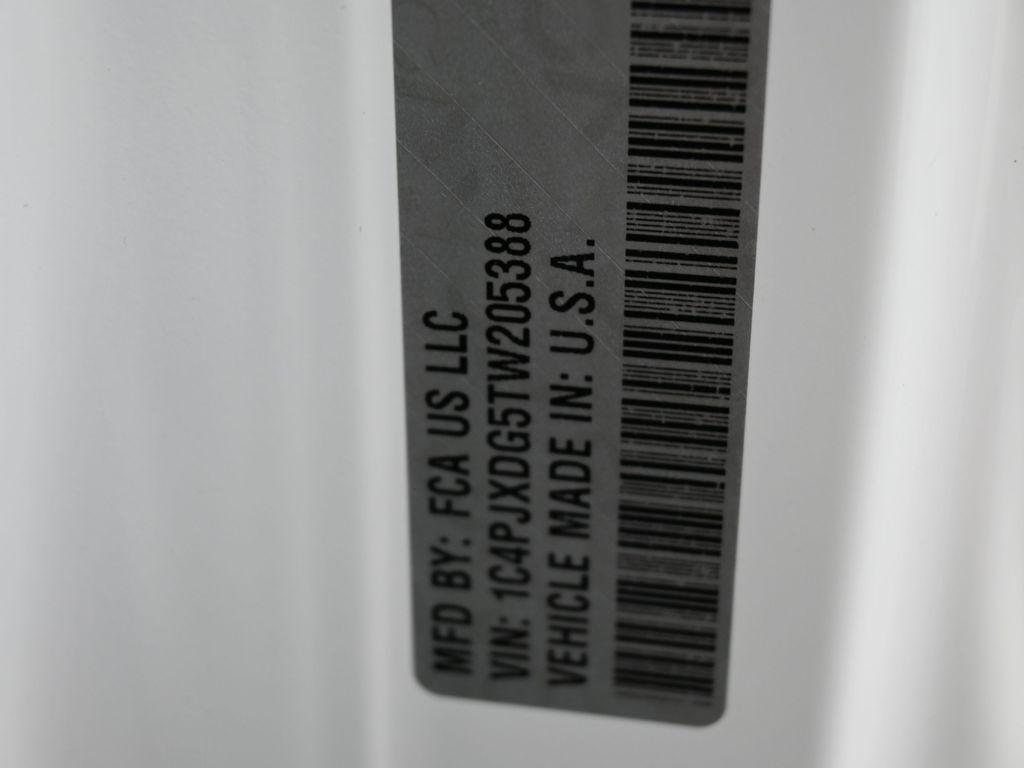 MFD BY: FCA US LLC
VIN: 1C4PJXDG5TW205388
VEHICLE MADE IN: U.S.A.